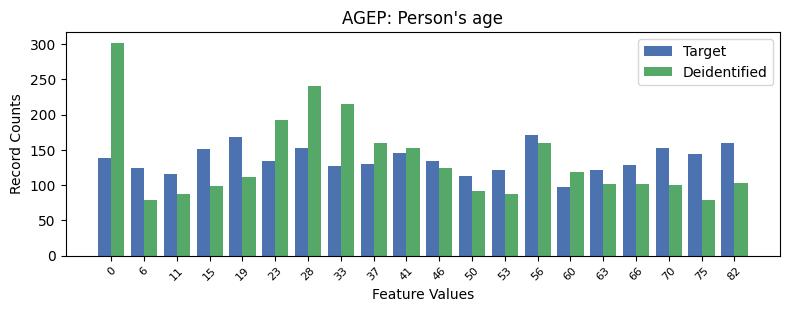 AGEP: Person's age
Record Counts
300
250
200
150
100
50
0
Target
Deidentified
0 6 11 15 19 23 28 33 37 41 46 50 53 56 60 63 66 70 75 82
Feature Values